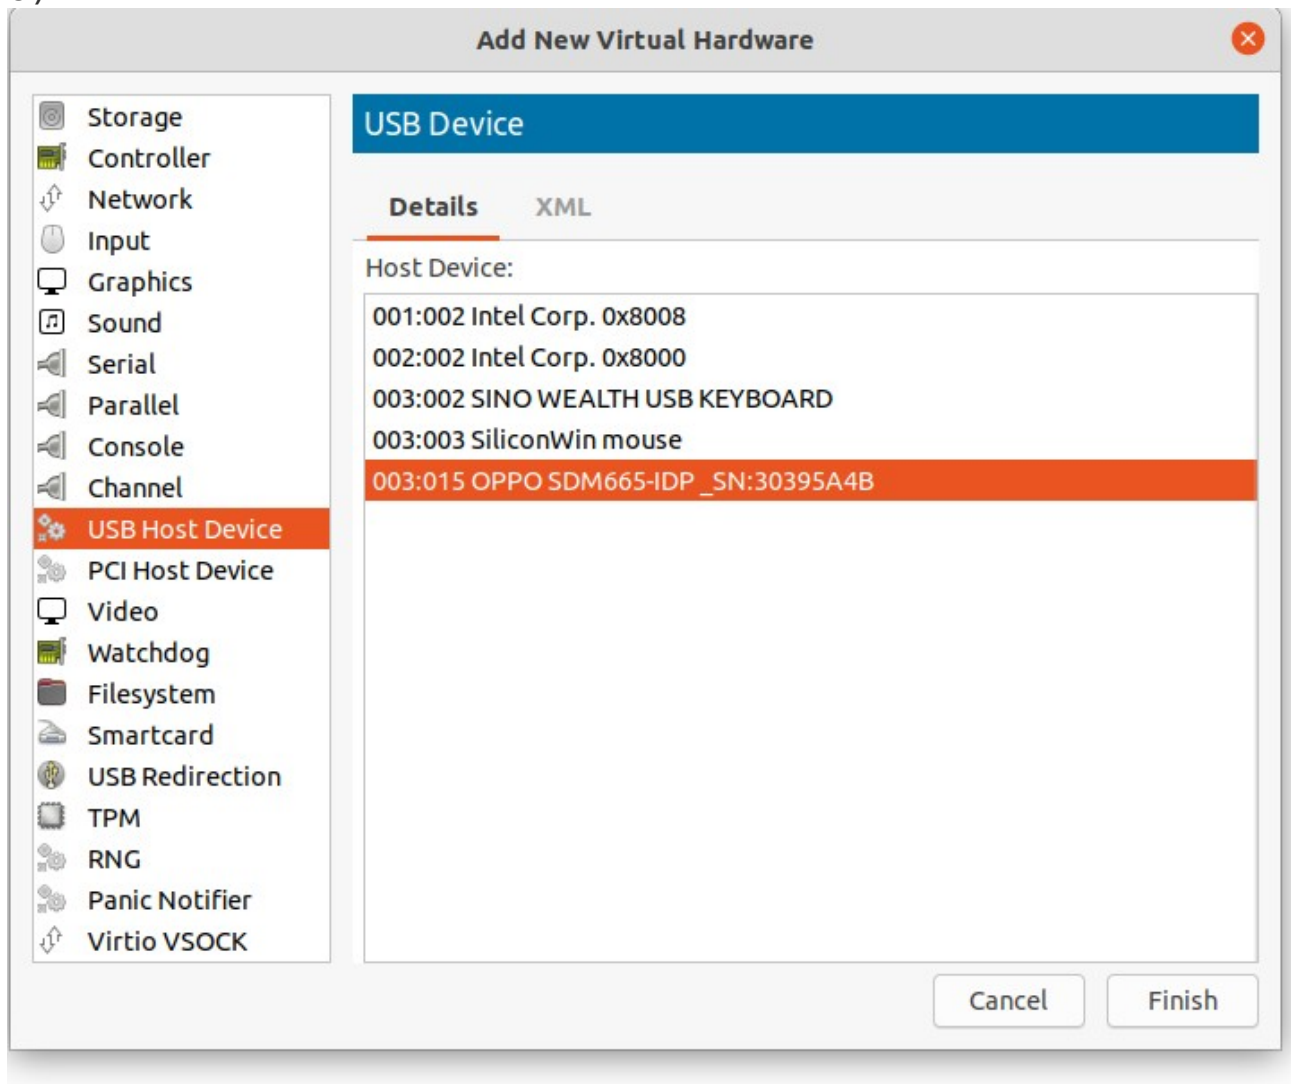 Add New Virtual Hardware
Storage
Controller
Network
Input
Graphics
Sound
Serial
Parallel
Console
Channel
USB Host Device
PCI Host Device
Video
Watchdog
Filesystem
Smartcard
USB Redirection
TPM
RNG
Panic Notifier
Virtio VSOCK
USB Device
Details XML
Host Device:
001:002 Intel Corp. 0x8008
002:002 Intel Corp. 0x8000
003:002 SINO WEALTH USB KEYBOARD
003:003 SiliconWin mouse
003:015 OPPO SDM665-IDP _SN:30395A4B
Cancel Finish